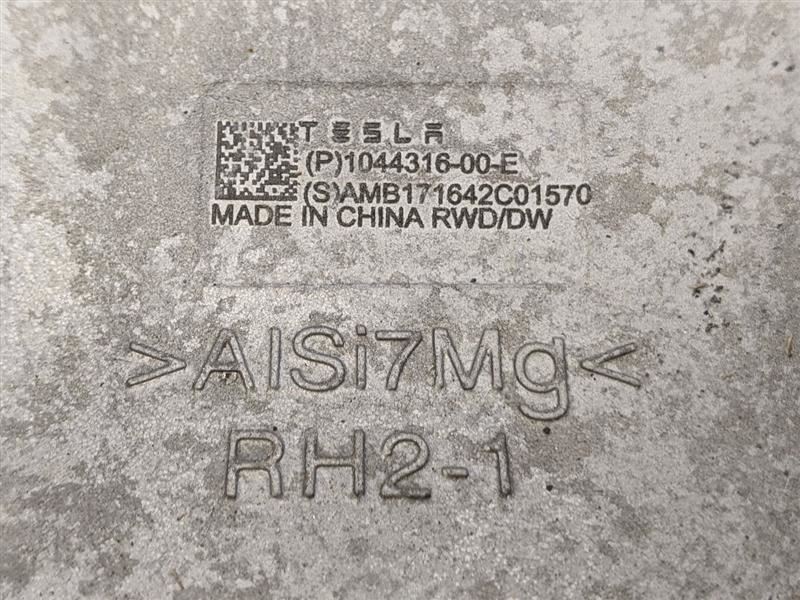 TESLA
(P)1044316-00-E
(S)AMB171642C01570
MADE IN CHINA RWD/DW
>AlSi7Mg<
RH2-1